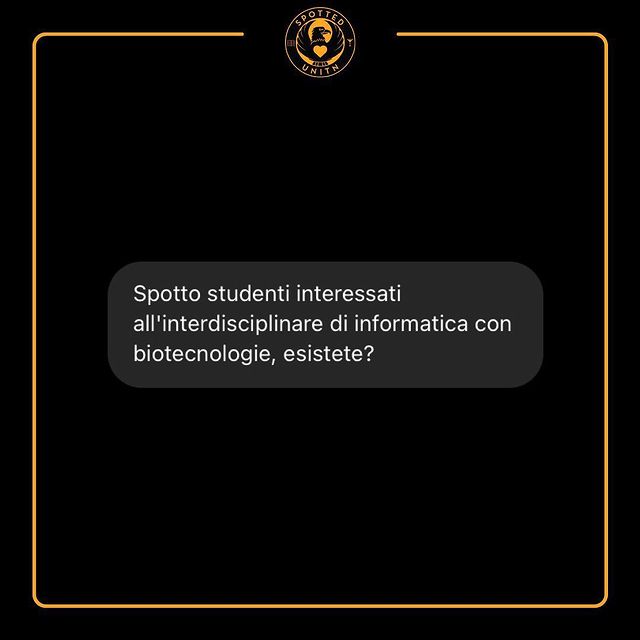 SPOTTED
UNITN
Spotto studenti interessati
all'interdisciplinare di informatica con
biotecnologie, esistete?